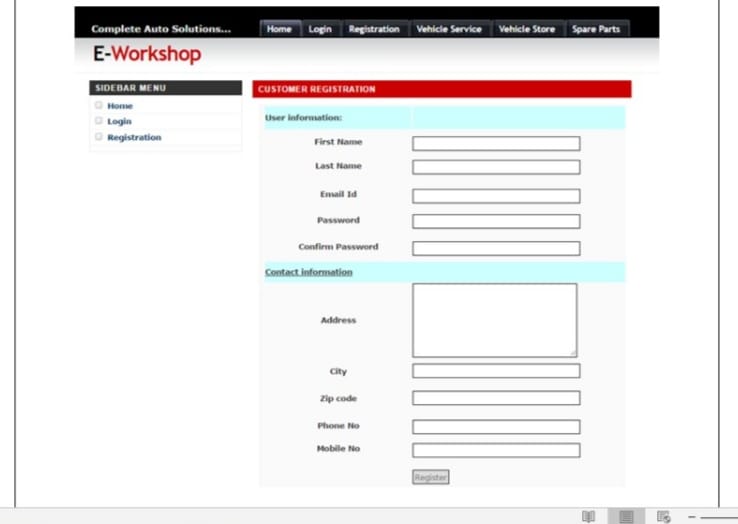 Complete Auto Solutions... Home Login Registration Vehicle Service Vehicle Store Spare Parts
E-Workshop
SIDEBAR MENU
Home
Login
Registration
CUSTOMER REGISTRATION
User information:
First Name
Last Name
Email Id
Password
Confirm Password
Contact information
Address
City
Zip code
Phone No
Mobile No
Register